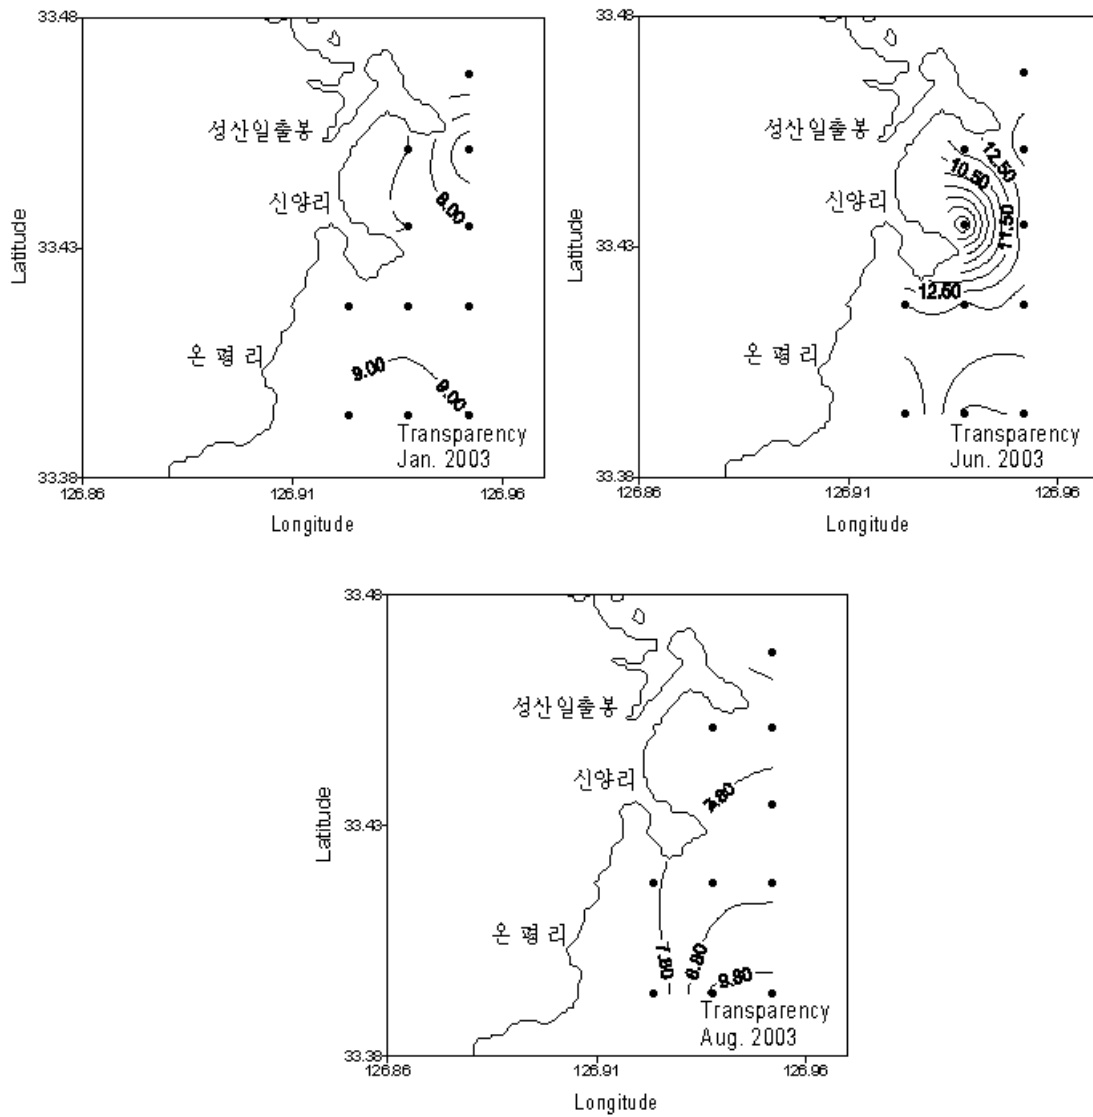 33.48
성산일출봉
신양리
8.00
Latitude
33.43
온 평 리
9.00
9.00
Transparency
Jan. 2003
33.38
126.86
126.91
126.96
Longitude
33.48
성산일출봉
12.50
10.50
신양리
11.50
Latitude
33.43
12.50
온 평 리
Transparency
Jun. 2003
33.38
126.86
126.91
126.96
Longitude
33.48
성산일출봉
신양리
7.80
Latitude
33.43
온 평 리
7.80
8.80
9.80
Transparency
Aug. 2003
33.38
126.86
126.91
126.96
Longitude